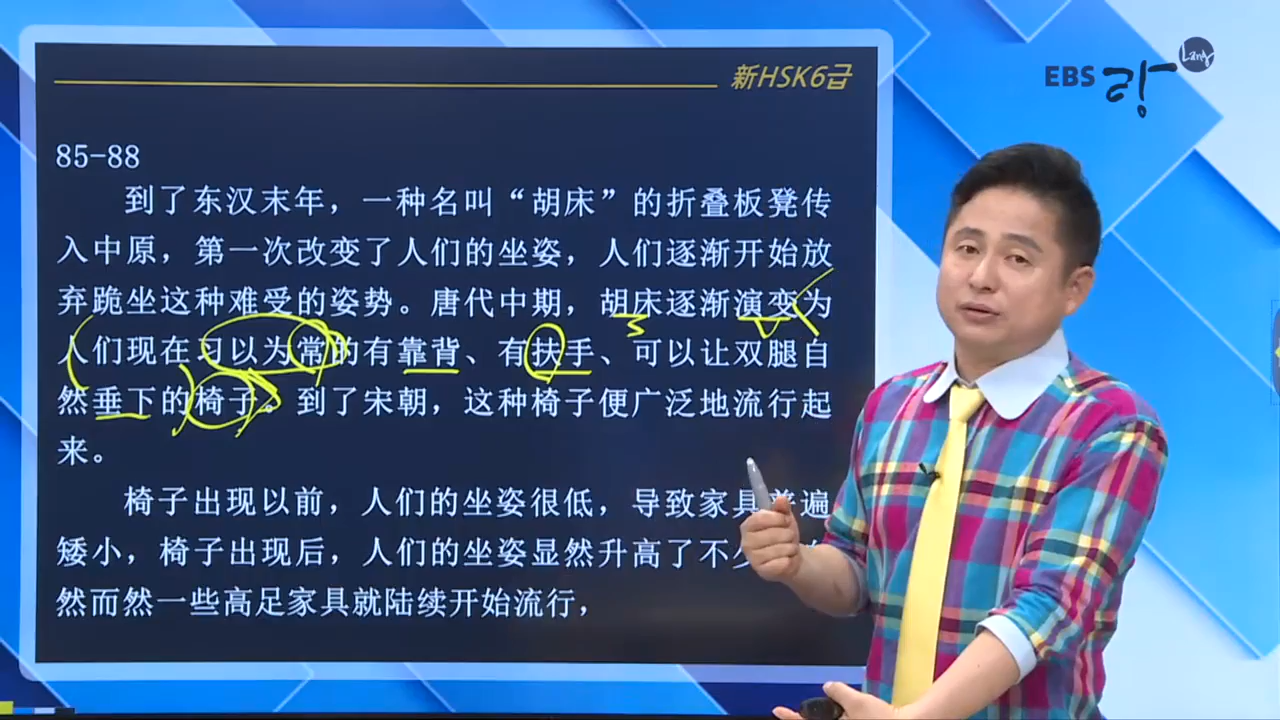 新HSK6급
EBS 랑
Lang
85-88
到了东汉末年，一种名叫“胡床”的折叠板凳传
入中原，第一次改变了人们的坐姿，人们逐渐开始放
弃跪坐这种难受的姿势。唐代中期，胡床逐渐演变为
人们现在习以为常的有靠背、有扶手、可以让双腿自
然垂下的椅子。到了宋朝，这种椅子便广泛地流行起
来。
椅子出现以前，人们的坐姿很低，导致家具普遍
矮小，椅子出现后，人们的坐姿显然升高了不
然而然一些高足家具就陆续开始流行，